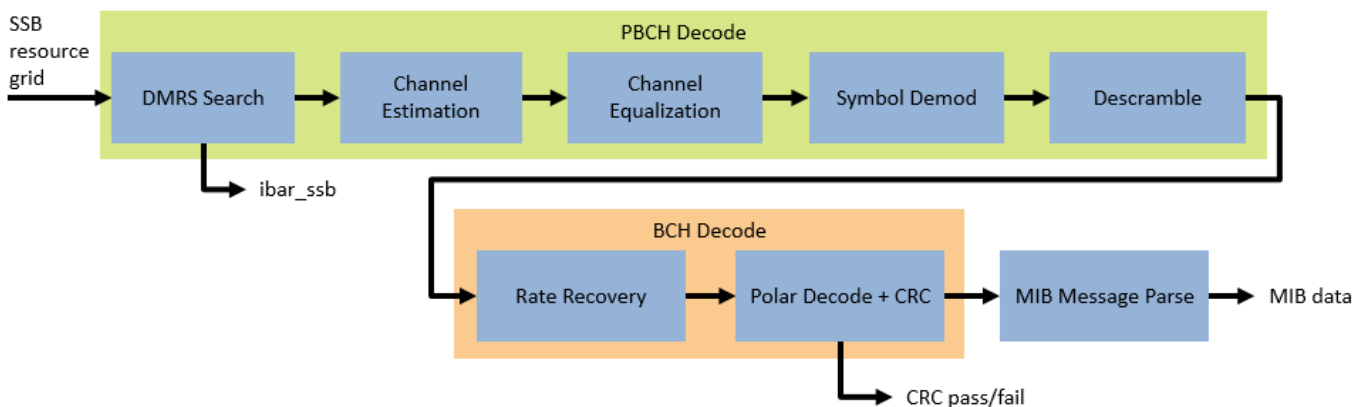 SSB
resource
grid
PBCH Decode
DMRS Search
Channel
Estimation
Channel
Equalization
Symbol Demod
Descramble
ibar_ssb
BCH Decode
Rate Recovery
Polar Decode + CRC
MIB Message Parse
MIB data
CRC pass/fail